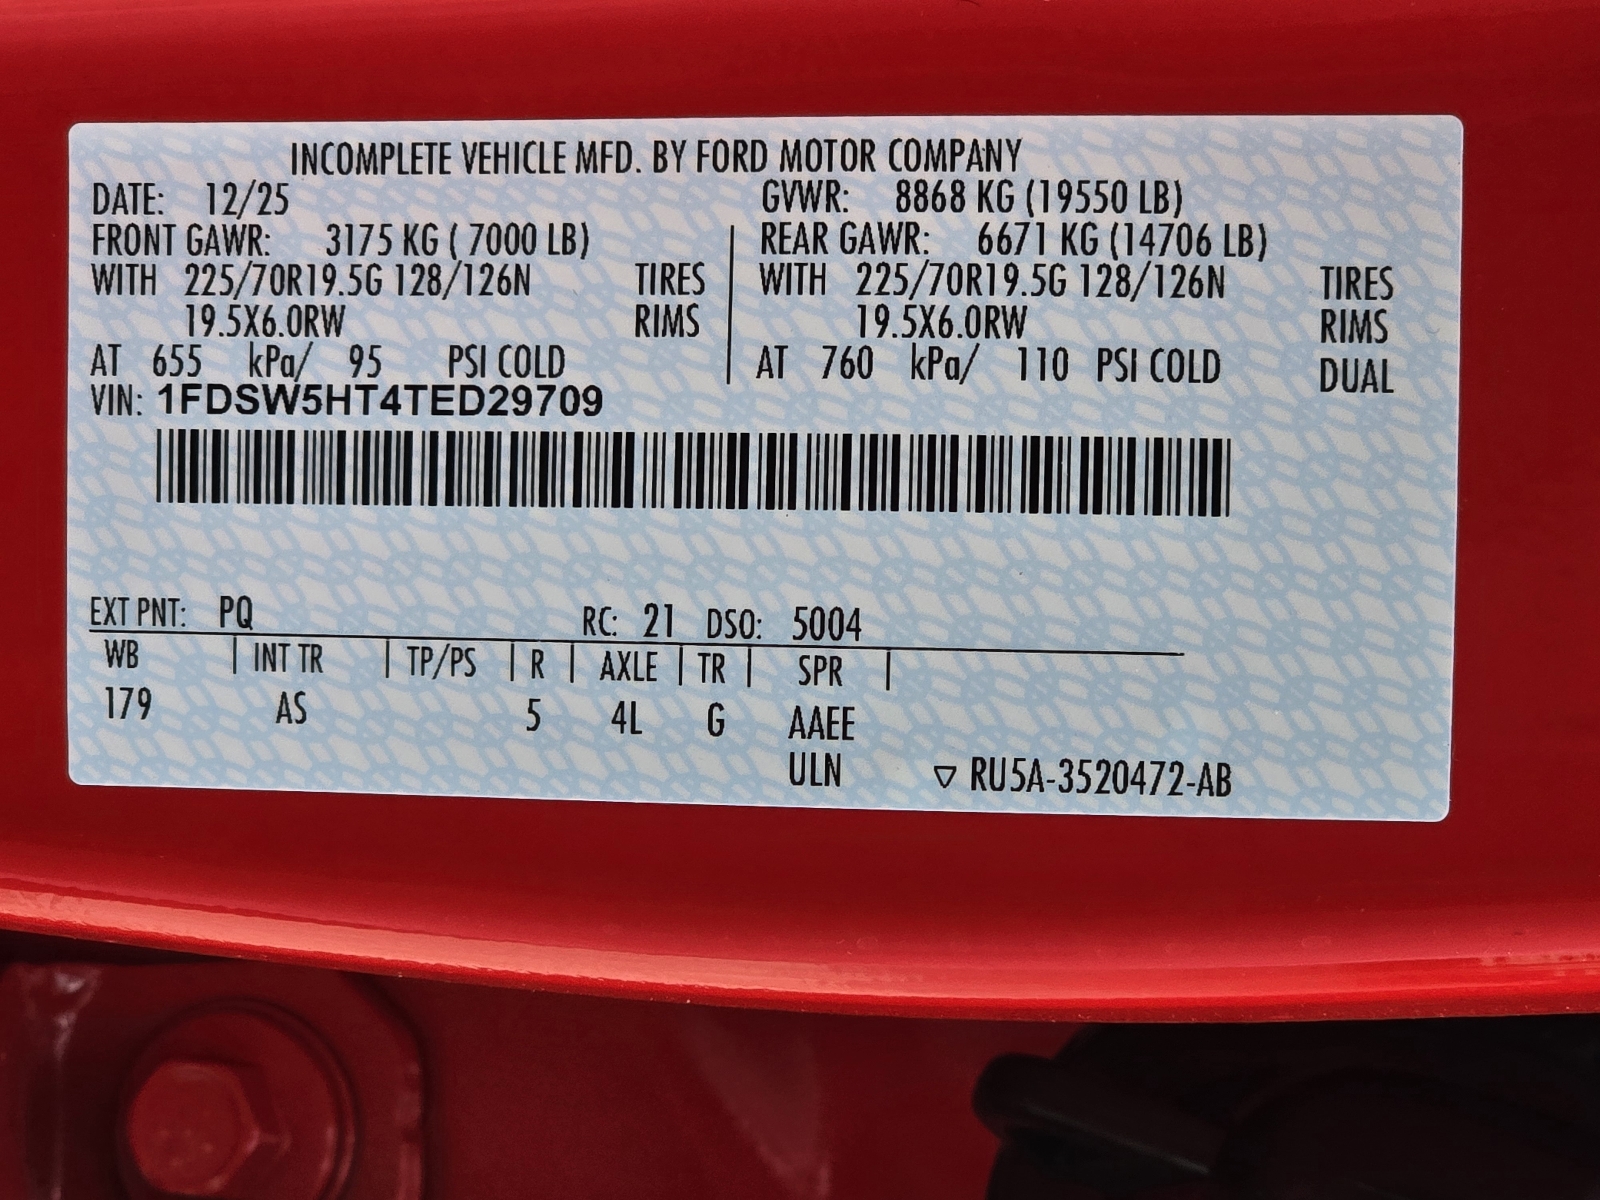 INCOMPLETE VEHICLE MFD. BY FORD MOTOR COMPANY
DATE: 12/25 GVWR: 8868 KG (19550 LB)
FRONT GAWR: 3175 KG ( 7000 LB) REAR GAWR: 6671 KG (14706 LB)
WITH 225/70R19.5G 128/126N TIRES WITH 225/70R19.5G 128/126N TIRES
19.5X6.0RW RIMS 19.5X6.0RW RIMS
AT 655 kPa/ 95 PSI COLD AT 760 kPa/ 110 PSI COLD DUAL
VIN: 1FDSW5HT4TED29709
EXT PNT: PQ RC: 21 DSO: 5004
WB | INT TR | TP/PS | R | AXLE | TR | SPR |
179 AS 5 4L G AAEE
ULN ▽ RU5A-3520472-AB